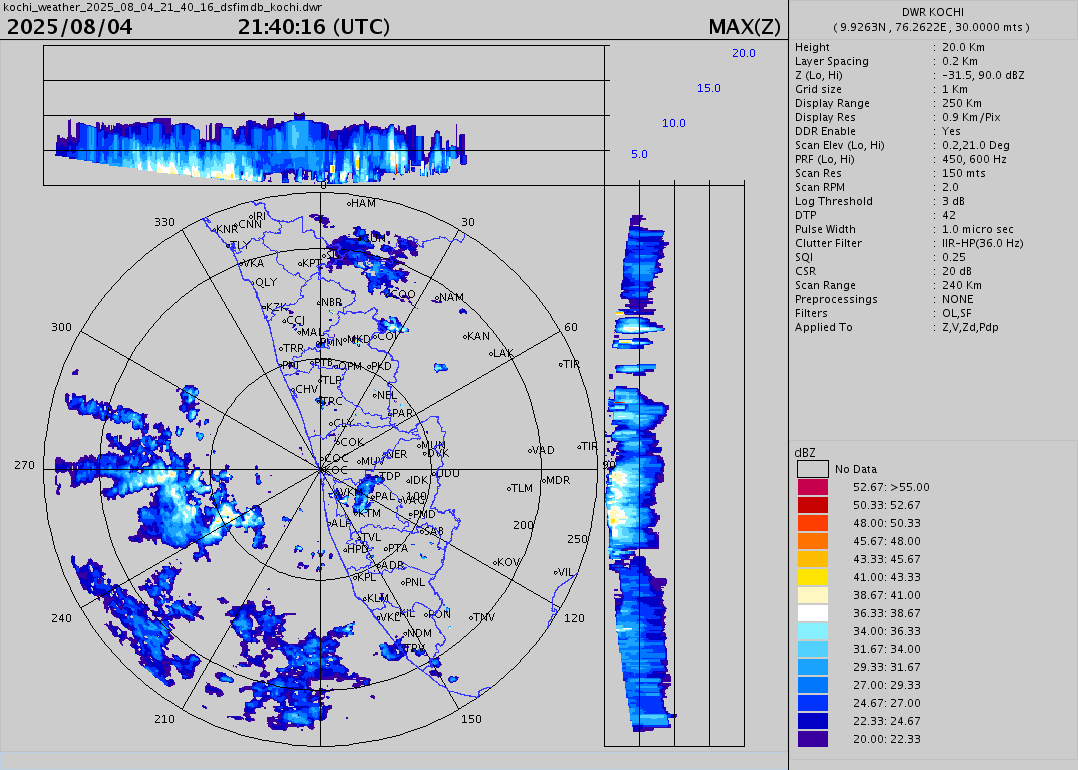 kochi_weather_2025_08_04_21_40_16_dsfimdb_kochi.dwr
2025/08/04 21:40:16 (UTC) MAX(Z)
20.0
15.0
10.0
5.0
DWR KOCHI
( 9.9263N , 76.2622E , 30.0000 mts )
Height : 20.0 Km
Layer Spacing : 0.2 Km
Z (Lo, Hi) : -31.5, 90.0 dBZ
Grid size : 1 Km
Display Range : 250 Km
Display Res : 0.9 Km/Pix
DDR Enable : Yes
Scan Elev (Lo, Hi) : 0.2,21.0 Deg
PRF (Lo, Hi) : 450, 600 Hz
Scan Res : 150 mts
Scan RPM : 2.0
Log Threshold : 3 dB
DTP : 42
Pulse Width : 1.0 micro sec
Clutter Filter : IIR-HP(36.0 Hz)
SQI : 0.25
CSR : 20 dB
Scan Range : 240 Km
Preprocessings : NONE
Filters : OL,SF
Applied To : Z,V,Zd,Pdp
0
HAM
IRI
330 CNN 30
KNR
TLY
VKA KPT
QLY
COO NAM
KZK NBR
CCJ
300 60
MAL
PMN MKD COI KAN
TRR LAK
PNI PTB OPM PKD TIR
TLP
CHV NEL
TRC
PAR
CLY
COK MUN TIR
NER DVK VAD
COC MUV
270 KOC 90
TDP UDU
IDK MDR
TLM
VKM PAL 100 VAG
KTM PMD
ALP 200
SAB
TVL 250
HPD PTA
ADR KOV
KPL PNL VIL
KLM
240 VKL KIL PON TNV 120
NDM
TRV
210 150
dBZ
No Data
52.67: >55.00
50.33: 52.67
48.00: 50.33
45.67: 48.00
43.33: 45.67
41.00: 43.33
38.67: 41.00
36.33: 38.67
34.00: 36.33
31.67: 34.00
29.33: 31.67
27.00: 29.33
24.67: 27.00
22.33: 24.67
20.00: 22.33